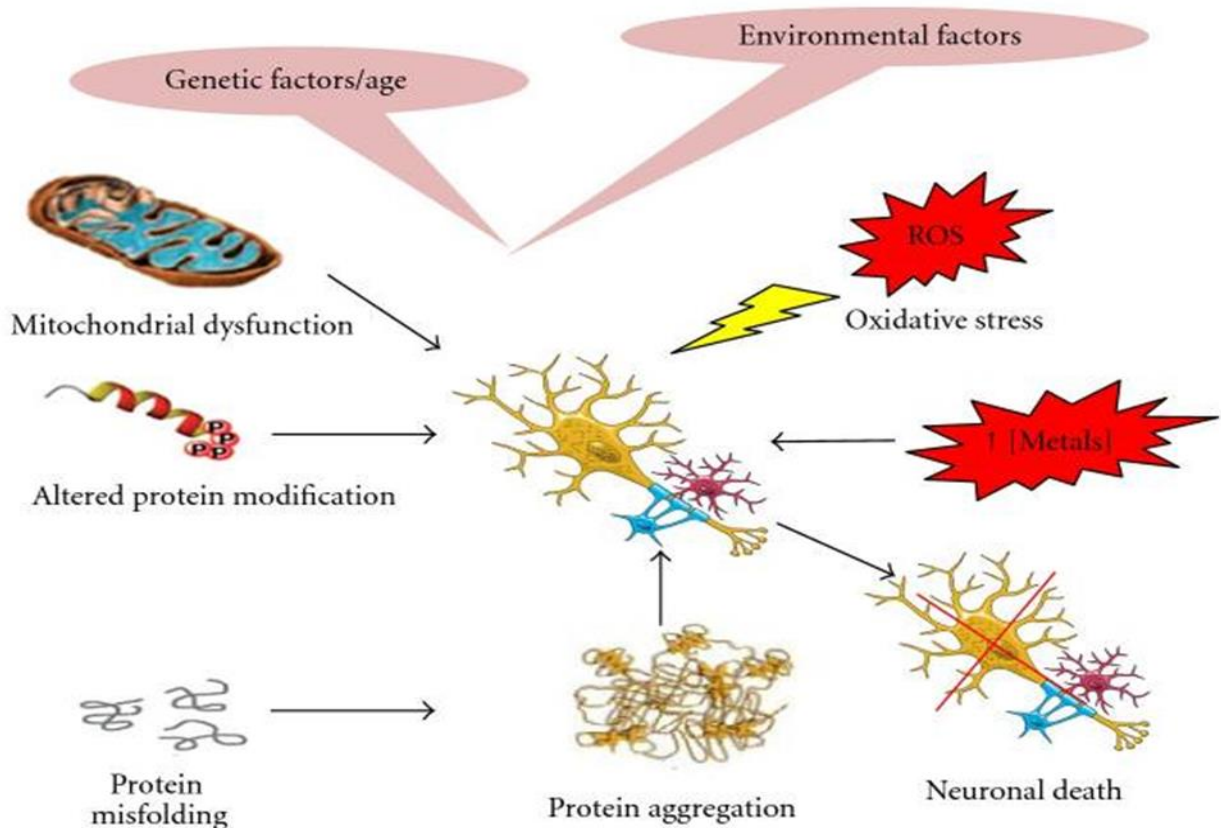 Environmental factors
Genetic factors/age
ROS
Oxidative stress
Mitochondrial dysfunction
P
P
P
P
Altered protein modification
↑ [Metals]
Protein
misfolding
Protein aggregation
Neuronal death